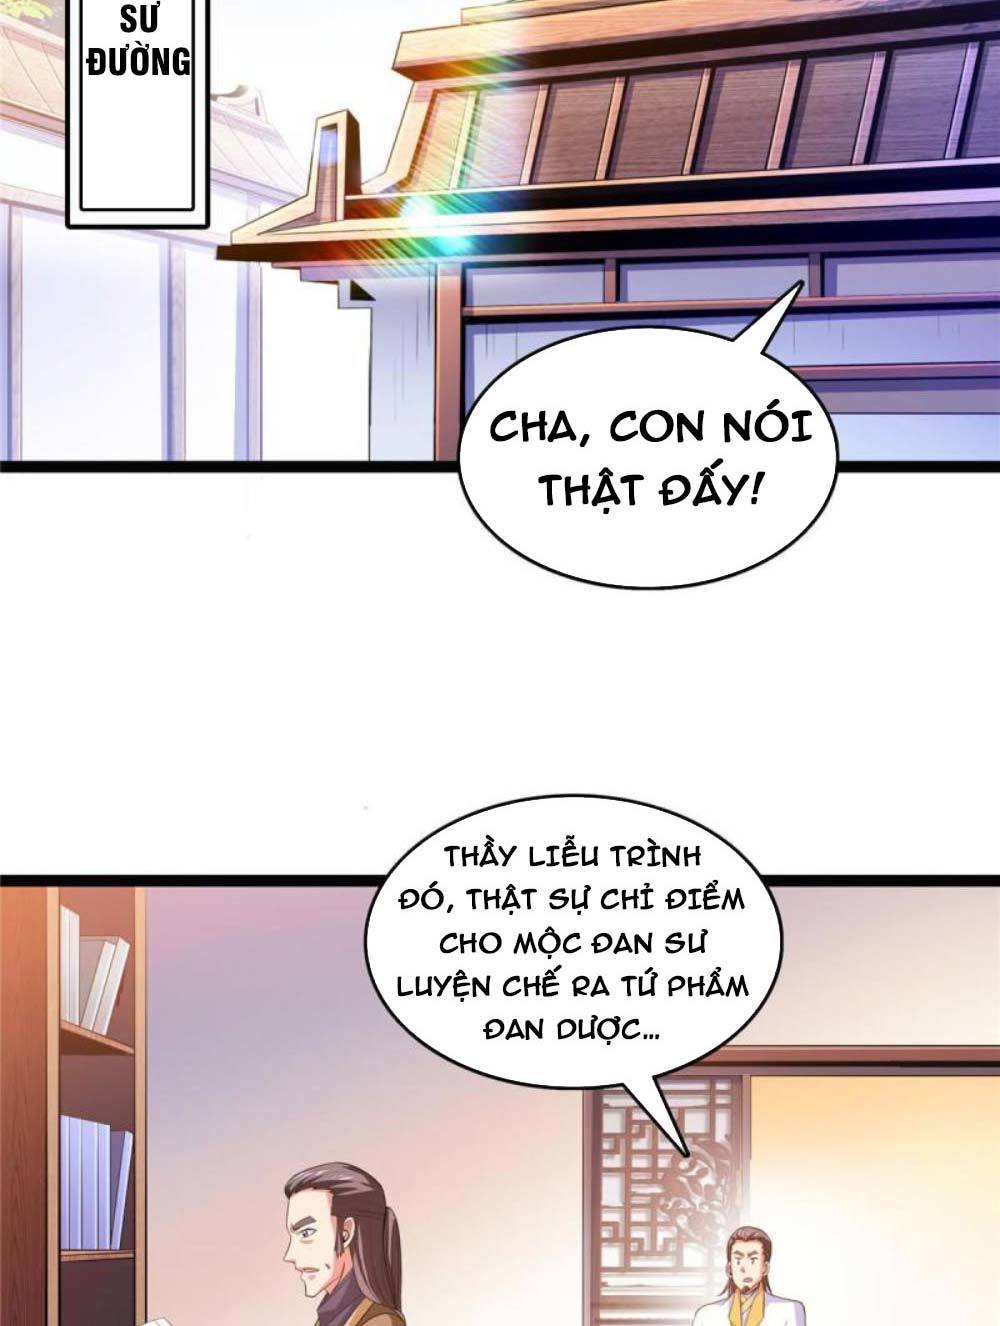 SƯ
ĐƯỜNG
CHA, CON NÓI
THẬT ĐẤY!
THẦY LIỄU TRÌNH
ĐÓ, THẬT SỰ CHỈ ĐIỂM
CHO MỘC ĐAN SƯ
LUYỆN CHẾ RA TỨ PHẨM
ĐAN DƯỢC...